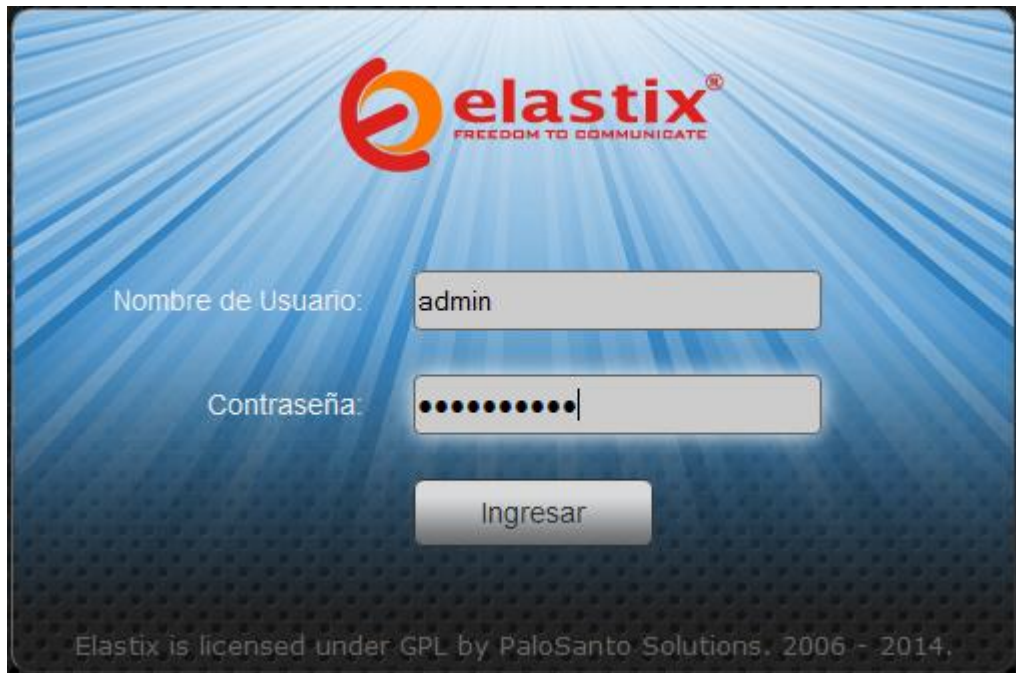 elastix®
FREEDOM TO COMMUNICATE
Nombre de Usuario: admin
Contraseña: ••••••••••
Ingresar
Elastix is licensed under GPL by PaloSanto Solutions. 2006 - 2014.